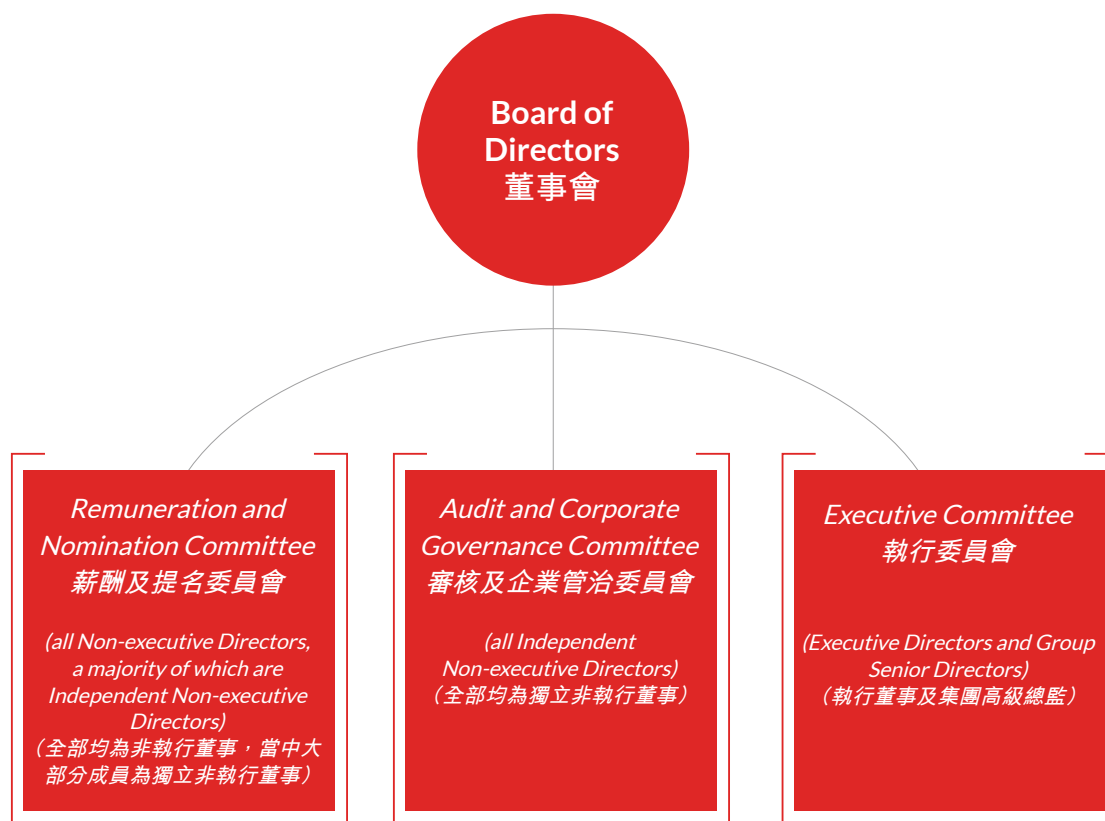 Board of
Directors
董事會
Remuneration and
Nomination Committee
薪酬及提名委員會
(all Non-executive Directors,
a majority of which are
Independent Non-executive
Directors)
（全部均為非執行董事，當中大
部分成員為獨立非執行董事）
Audit and Corporate
Governance Committee
審核及企業管治委員會
(all Independent
Non-executive Directors)
（全部均為獨立非執行董事）
Executive Committee
執行委員會
(Executive Directors and Group
Senior Directors)
（執行董事及集團高級總監）